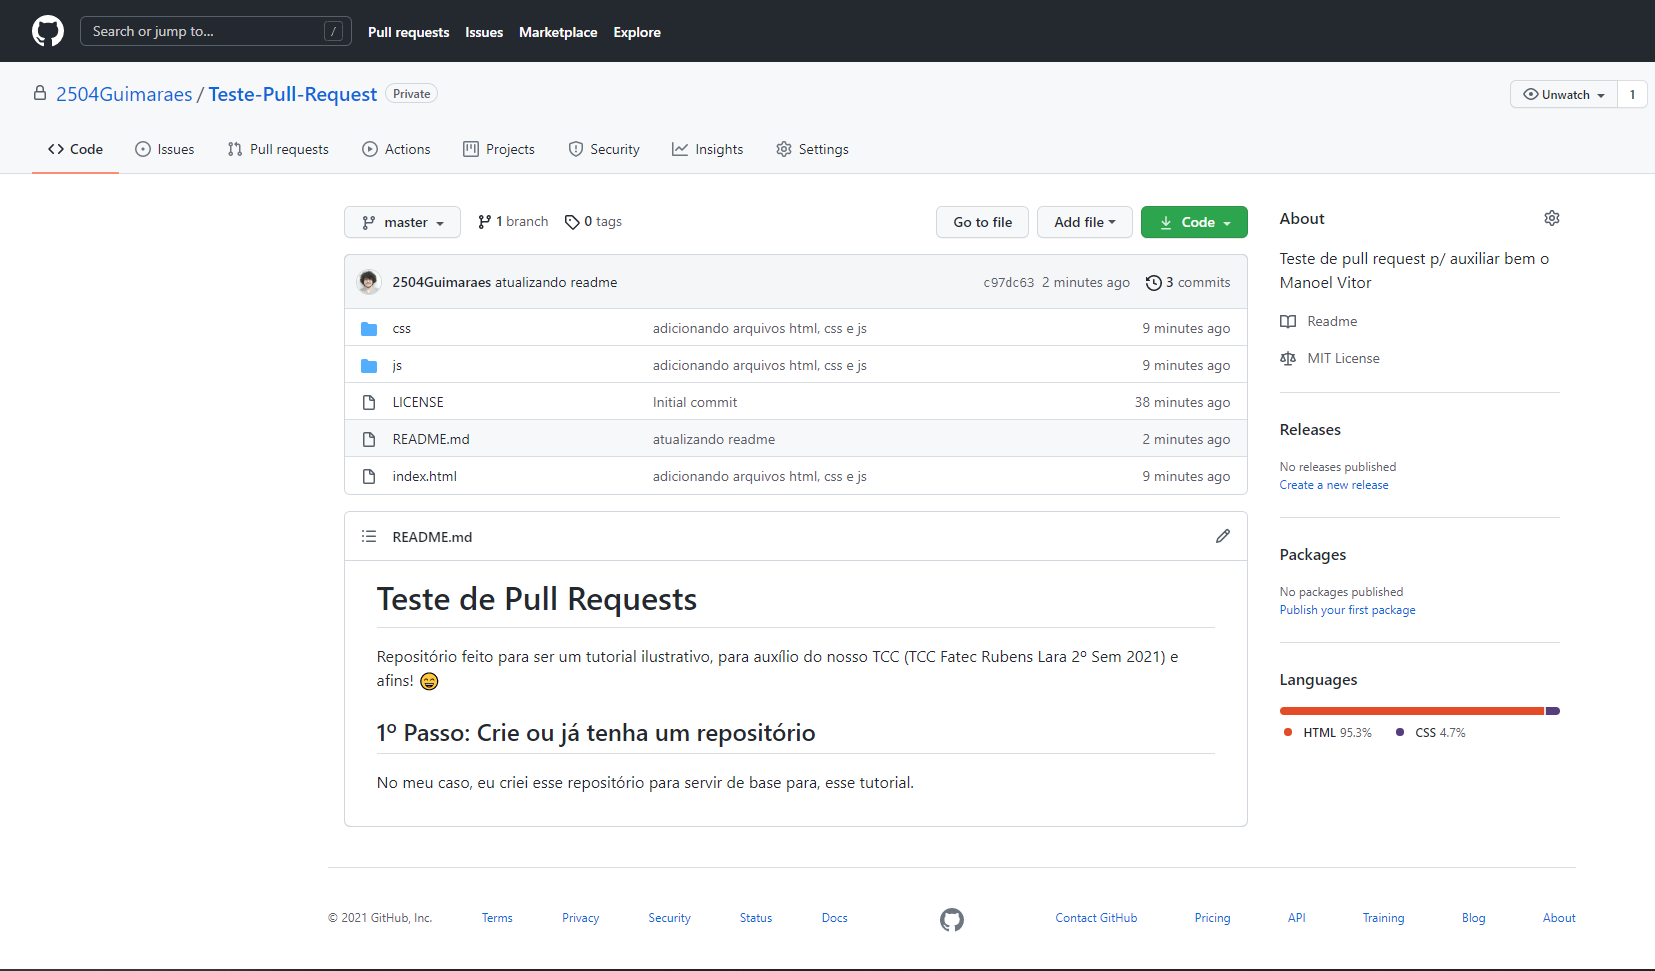 Search or jump to... /
Pull requests Issues Marketplace Explore
2504Guimaraes / Teste-Pull-Request Private
Unwatch 1
Code Issues Pull requests Actions Projects Security Insights Settings
master 1 branch 0 tags
Go to file Add file Code
2504Guimaraes atualizando readme c97dc63 2 minutes ago 3 commits
css adicionando arquivos html, css e js 9 minutes ago
js adicionando arquivos html, css e js 9 minutes ago
LICENSE Initial commit 38 minutes ago
README.md atualizando readme 2 minutes ago
index.html adicionando arquivos html, css e js 9 minutes ago
README.md
Teste de Pull Requests
Repositório feito para ser um tutorial ilustrativo, para auxílio do nosso TCC (TCC Fatec Rubens Lara 2º Sem 2021) e
afins! 😄
1º Passo: Crie ou já tenha um repositório
No meu caso, eu criei esse repositório para servir de base para, esse tutorial.
About
Teste de pull request p/ auxiliar bem o
Manoel Vitor
Readme
MIT License
Releases
No releases published
Create a new release
Packages
No packages published
Publish your first package
Languages
HTML 95.3% CSS 4.7%
© 2021 GitHub, Inc. Terms Privacy Security Status Docs Contact GitHub Pricing API Training Blog About